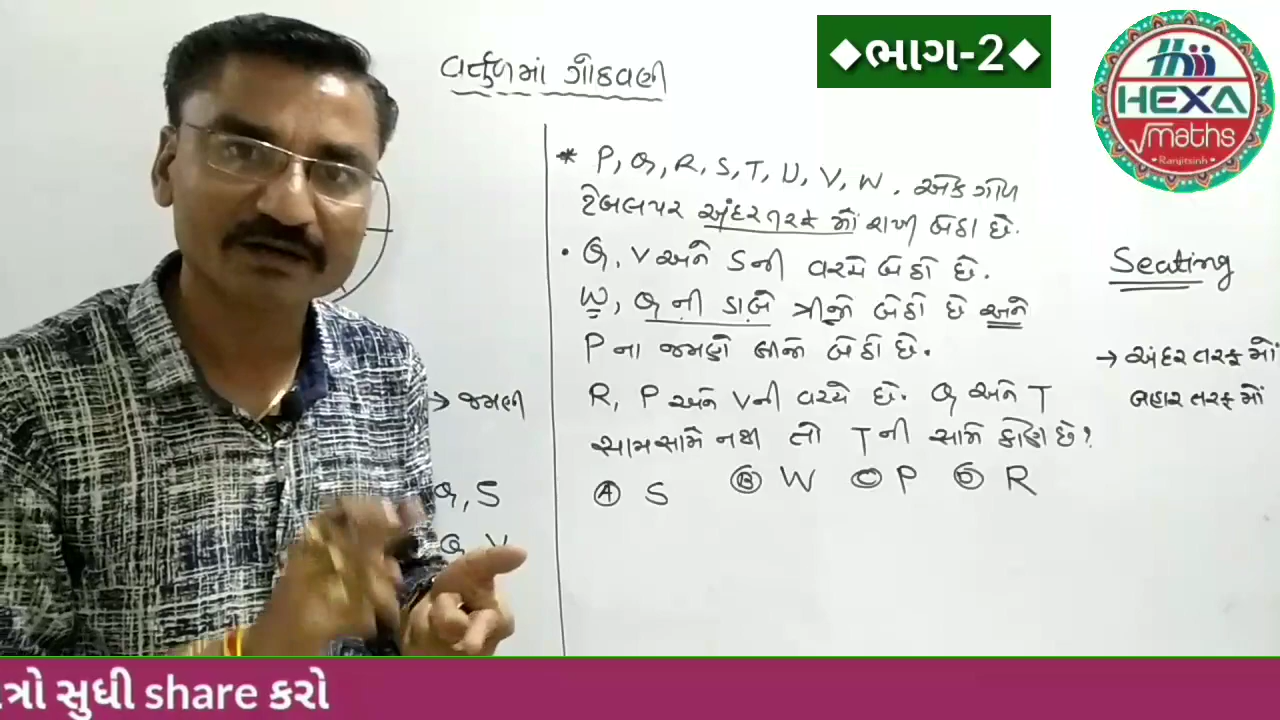 વર્તુળમાં ગોઠવણી
◆ભાગ-2◆
HEXA
maths
Ranjitsinh
* P, Q, R, S, T, U, V, W. એક ગોળ
ટેબલપર અંદરતરફ મોં રાખી બેઠા છે.
• Q, V અને S ની વચ્ચે બેઠો છે.
W, Q ની ડાબે ત્રીજો બેઠો છે અને
P ના જમણે બીજો બેઠો છે.
R, P અને V ની વચ્ચે છે. Q અને T
સામસામે નથી તો T ની સામે કોણ છે?
A S B W C P D R
Seating
→ અંદર તરફ મોં
બહાર તરફ મોં
→ જમણી
Q, S
Q, V
ત્રો સુધી share કરો